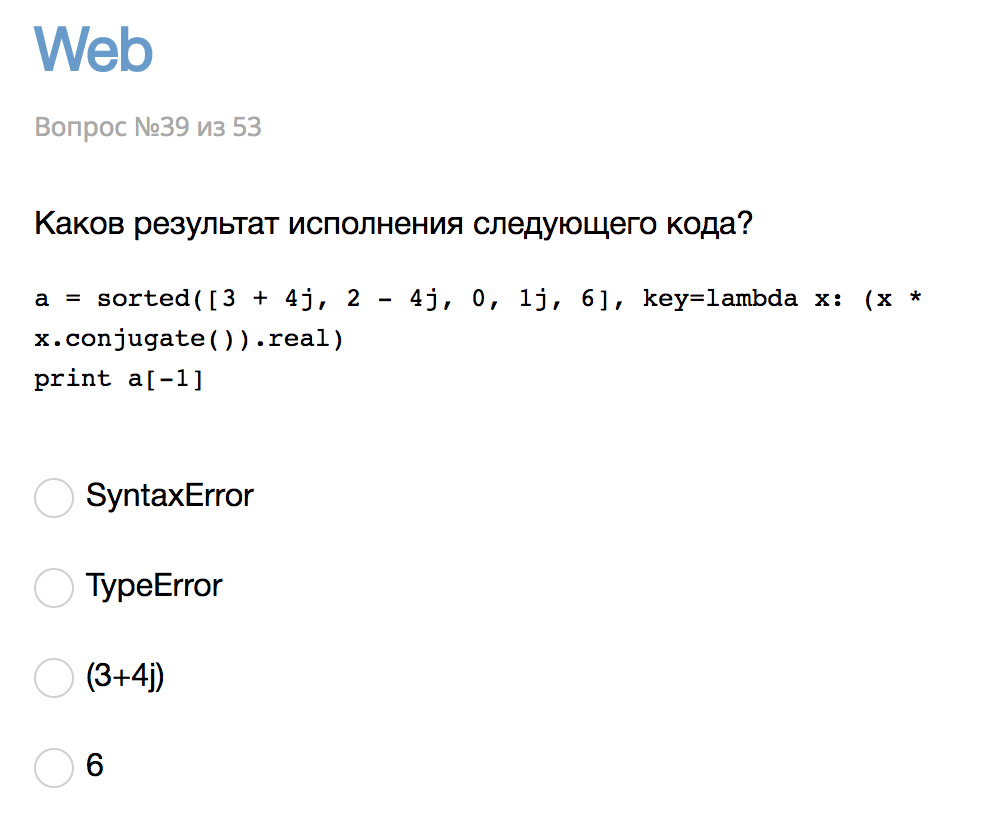 Web
Вопрос №39 из 53
Каков результат исполнения следующего кода?
a = sorted([3 + 4j, 2 - 4j, 0, 1j, 6], key=lambda x: (x *
x.conjugate()).real)
print a[-1]
SyntaxError
TypeError
(3+4j)
6